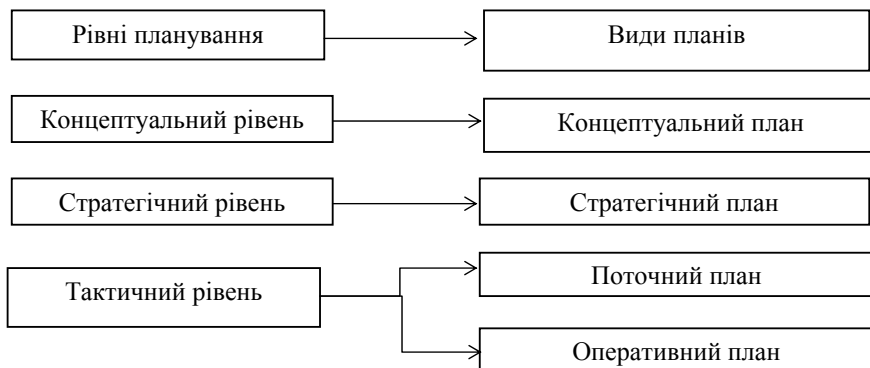 Рівні планування
Види планів
Концептуальний рівень
Концептуальний план
Стратегічний рівень
Стратегічний план
Тактичний рівень
Поточний план
Оперативний план